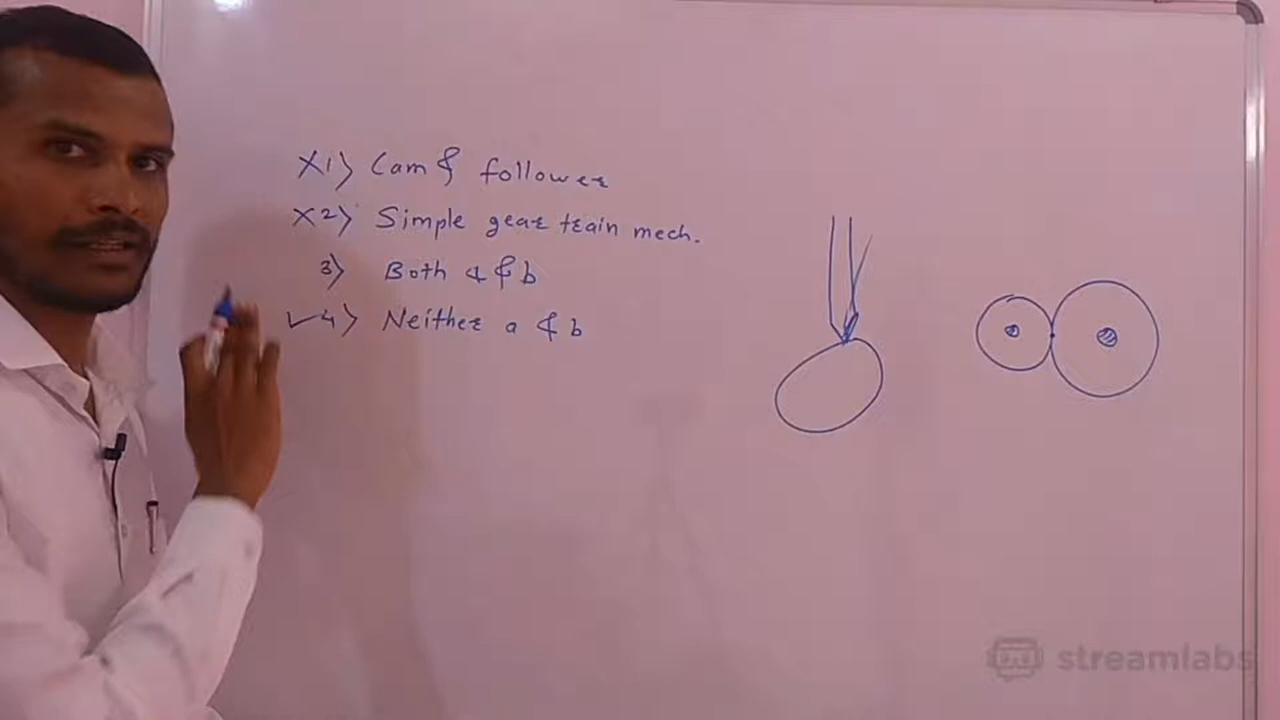 X1> Cam & follower
X2> Simple gear train mech.
3> Both a & b
✓4> Neither a & b
streamlabs